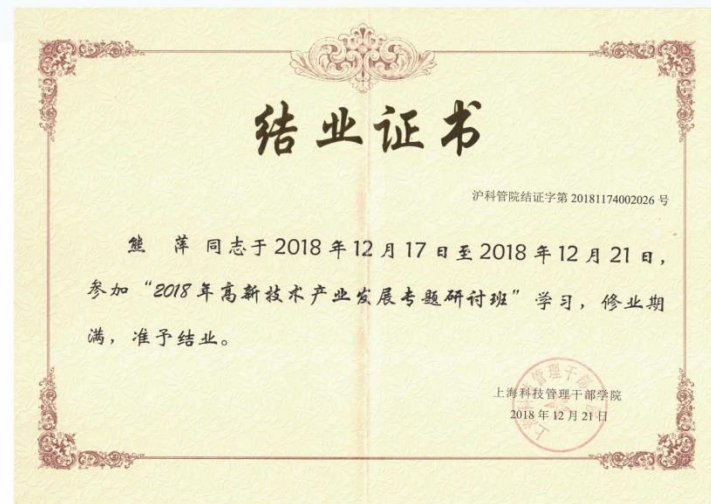 结业证书
沪科管院结证字第 20181174002026 号
熊 萍 同志于 2018 年 12 月 17 日至 2018 年 12 月 21 日，
参加“2018 年高新技术产业发展专题研讨班”学习，修业期
满，准予结业。
上海科技管理干部学院
2018 年 12 月 21 日